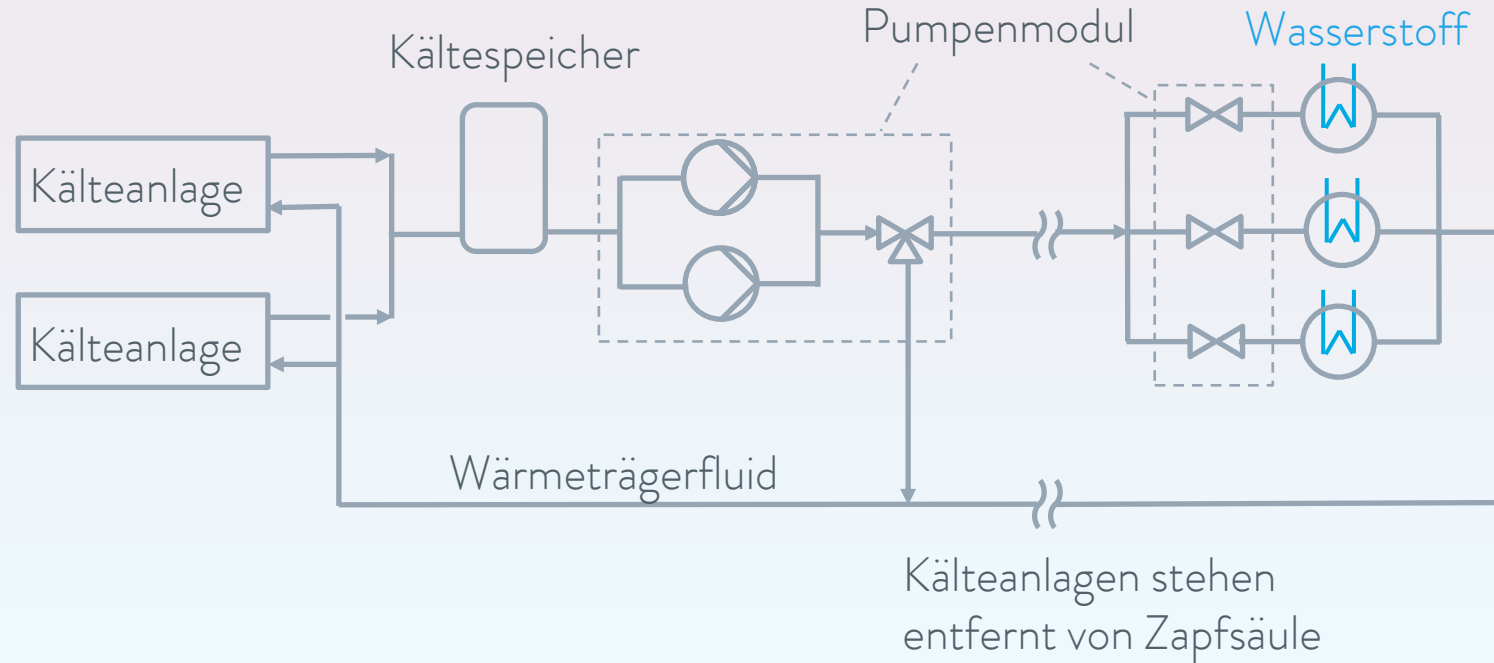 Pumpenmodul
Wasserstoff
Kältespeicher
Kälteanlage
Kälteanlage
Wärmeträgerfluid
Kälteanlagen stehen
entfernt von Zapfsäule